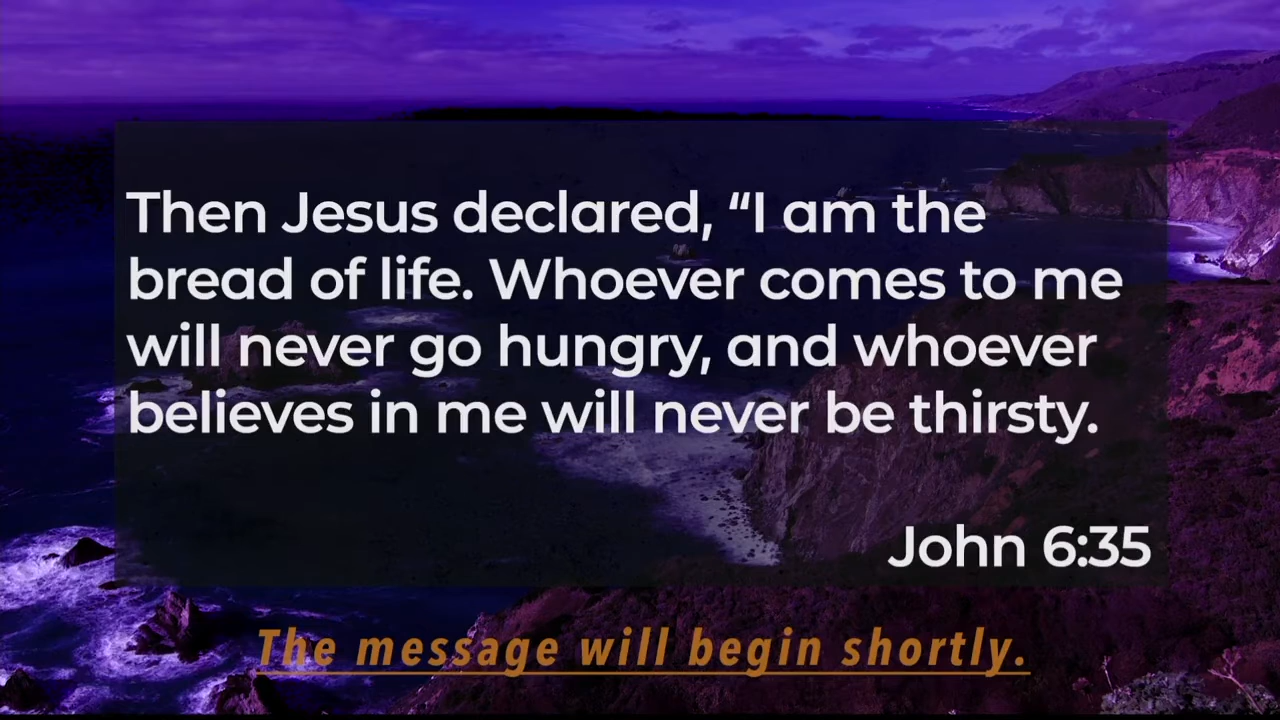 Then Jesus declared, “I am the
bread of life. Whoever comes to me
will never go hungry, and whoever
believes in me will never be thirsty.
John 6:35
The message will begin shortly.